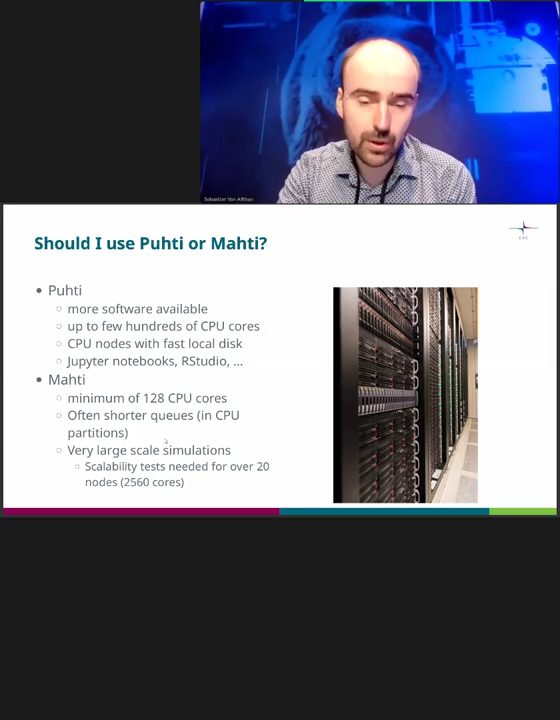 Sebastian Von Alfthan
Should I use Puhti or Mahti?
CSC
• Puhti
○ more software available
○ up to few hundreds of CPU cores
○ CPU nodes with fast local disk
○ Jupyter notebooks, RStudio, ...
• Mahti
○ minimum of 128 CPU cores
○ Often shorter queues (in CPU
partitions)
○ Very large scale simulations
○ Scalability tests needed for over 20
nodes (2560 cores)